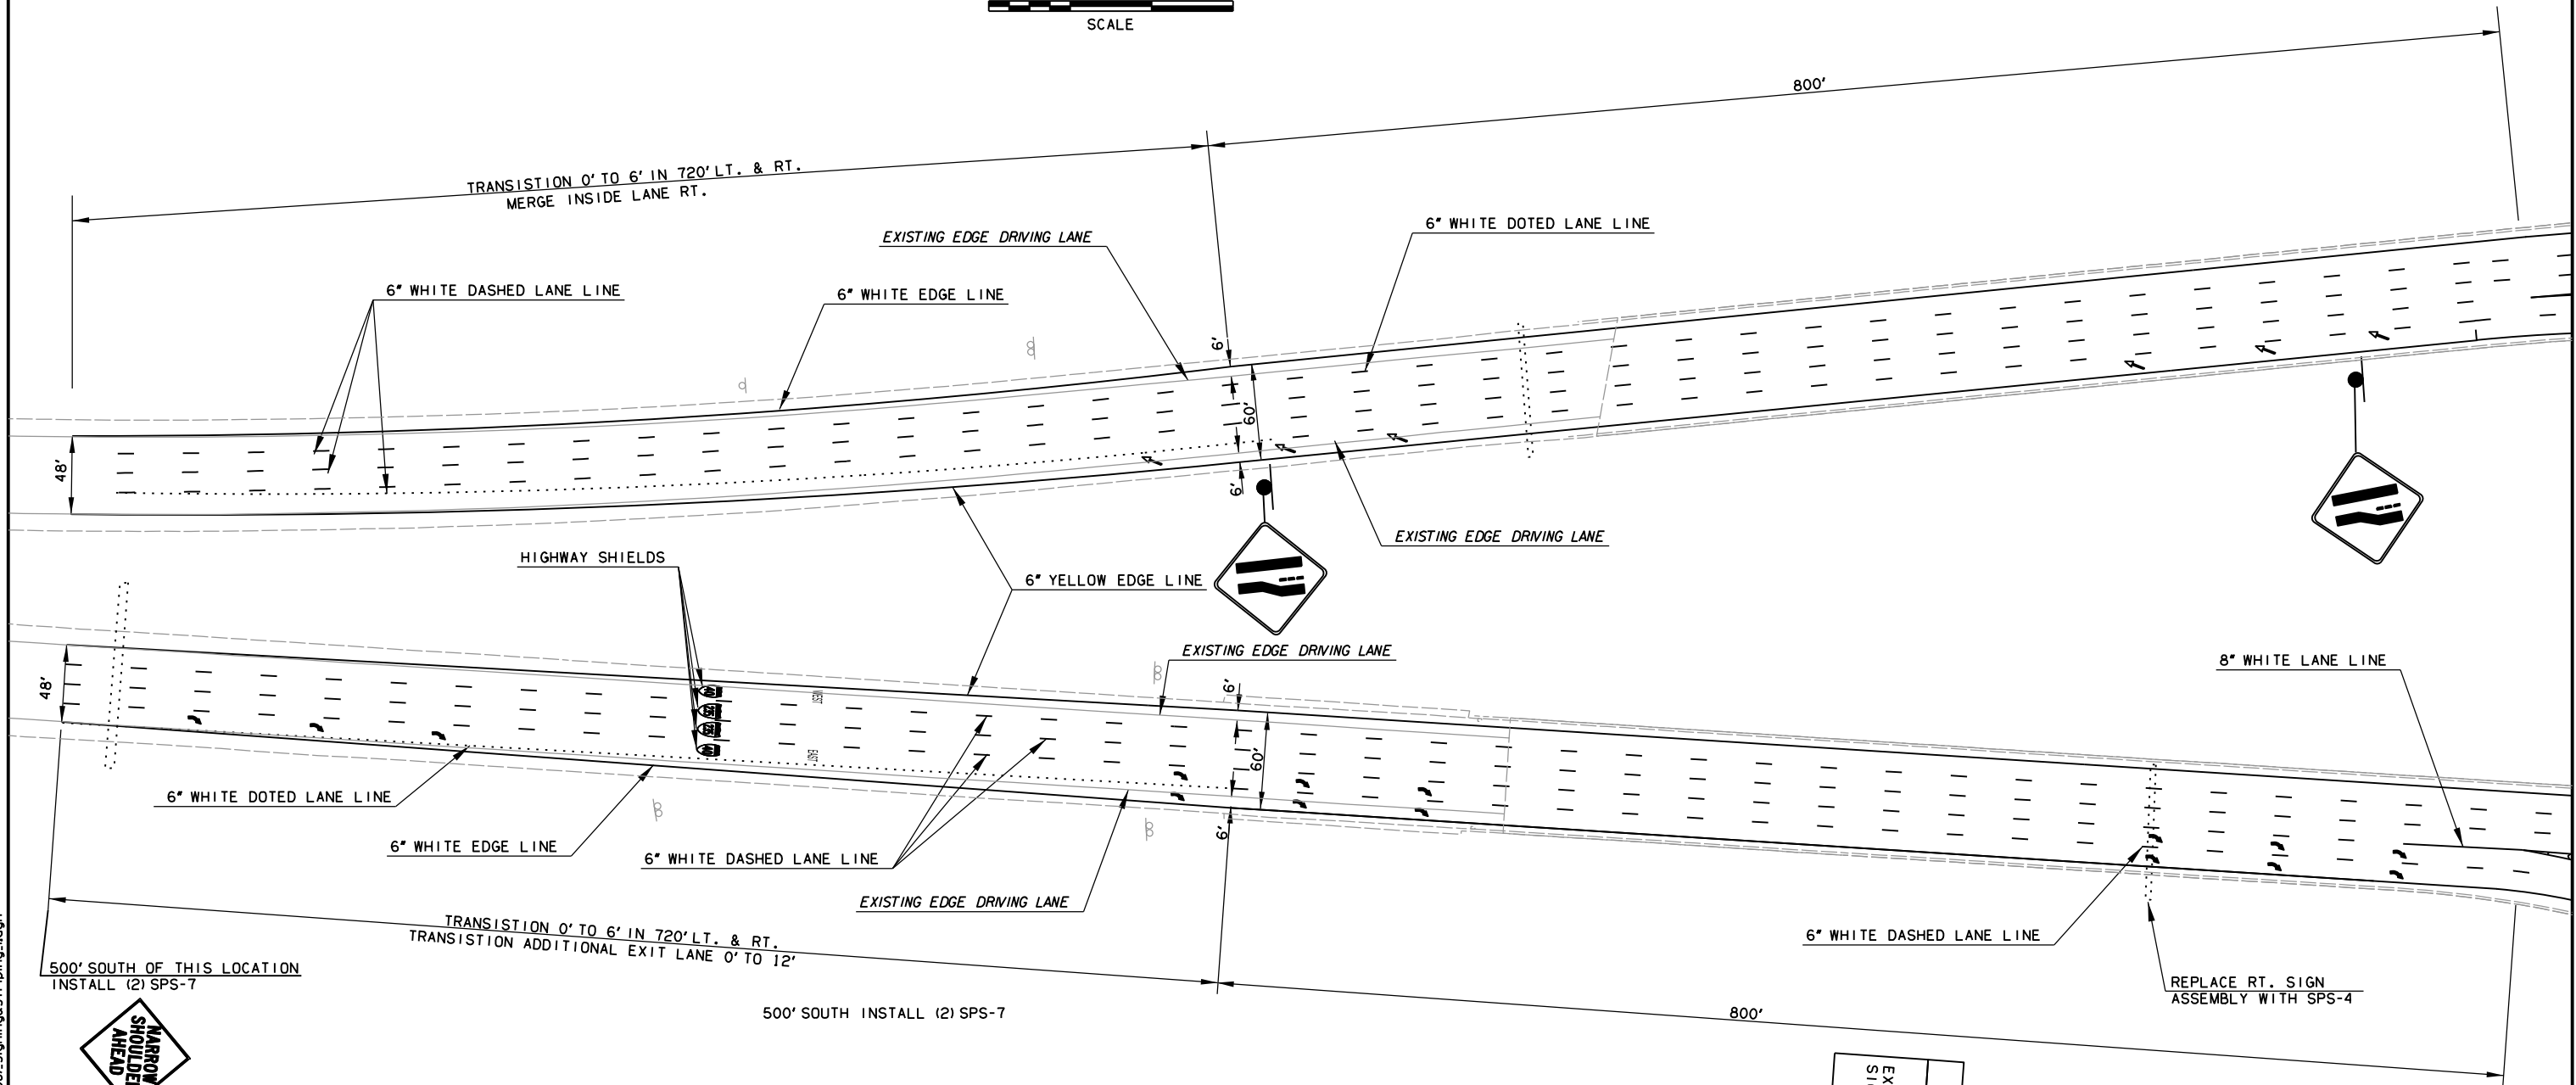 SCALE
800'
TRANSISTION 0' TO 6' IN 720' LT. & RT.
MERGE INSIDE LANE RT.
6" WHITE DOTED LANE LINE
EXISTING EDGE DRIVING LANE
6" WHITE DASHED LANE LINE
6" WHITE EDGE LINE
6'
60'
48'
6'
EXISTING EDGE DRIVING LANE
HIGHWAY SHIELDS
6" YELLOW EDGE LINE
EXISTING EDGE DRIVING LANE
8" WHITE LANE LINE
48'
6'
40
235
235
40
WEST
EAST
60'
6'
6" WHITE DOTED LANE LINE
6" WHITE EDGE LINE
6" WHITE DASHED LANE LINE
EXISTING EDGE DRIVING LANE
6" WHITE DASHED LANE LINE
TRANSISTION 0' TO 6' IN 720' LT. & RT.
TRANSISTION ADDITIONAL EXIT LANE 0' TO 12'
500' SOUTH OF THIS LOCATION
INSTALL (2) SPS-7
REPLACE RT. SIGN
ASSEMBLY WITH SPS-4
500' SOUTH INSTALL (2) SPS-7
800'
NARROW
SHOULDER
AHEAD